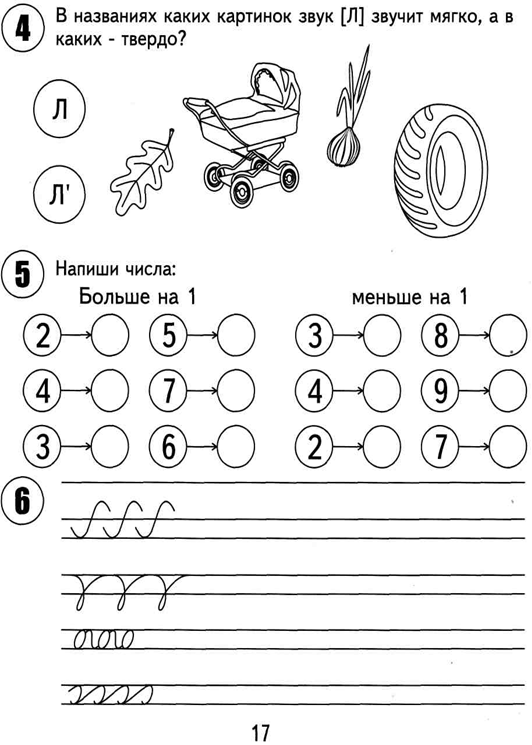 4 В названиях каких картинок звук [Л] звучит мягко, а в
каких - твердо?
Л
Л'
5 Напиши числа:
Больше на 1 меньше на 1
2 5 3 8
4 7 4 9
3 6 2 7
6
17